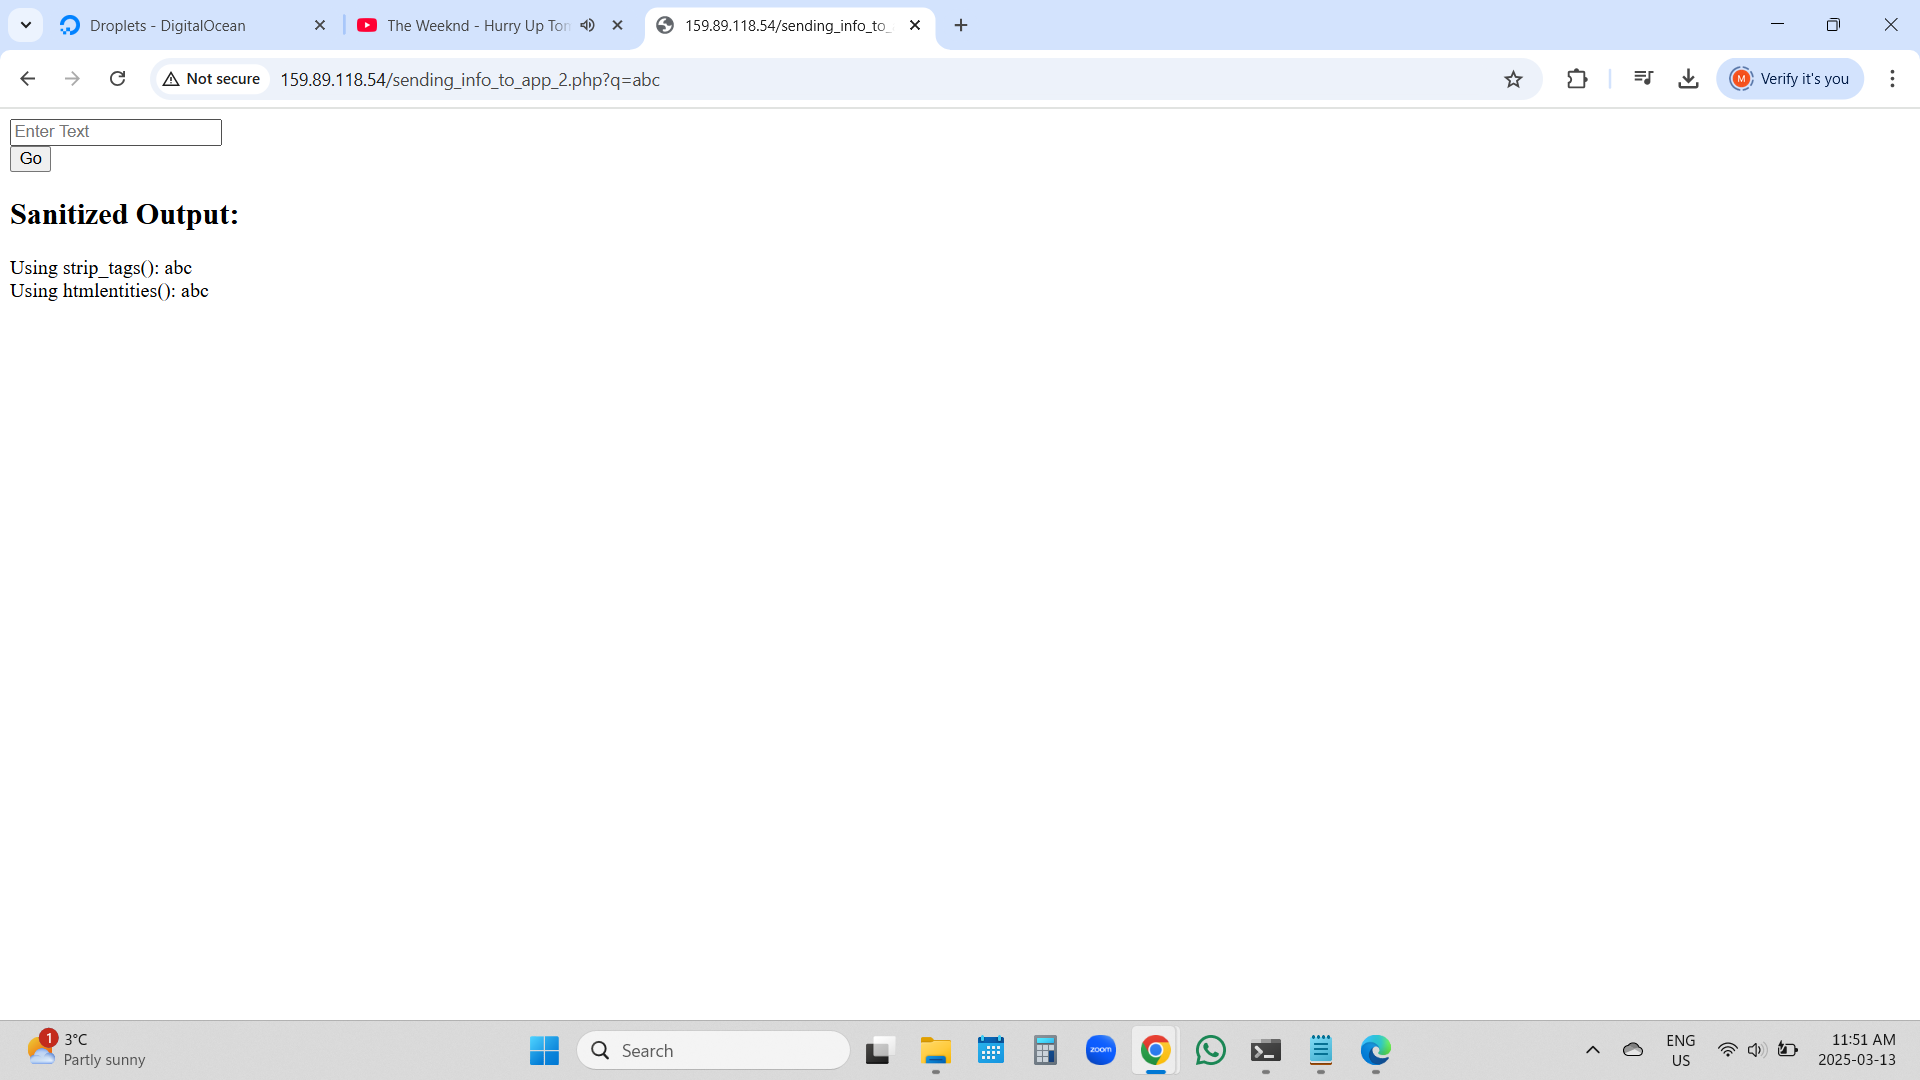 Droplets - DigitalOcean
The Weeknd - Hurry Up Tom
159.89.118.54/sending_info_to_
Not secure
159.89.118.54/sending_info_to_app_2.php?q=abc
M
Verify it's you
Enter Text
Go
Sanitized Output:
Using strip_tags(): abc
Using htmlentities(): abc
1
3°C
Partly sunny
Search
zoom
ENG
US
11:51 AM
2025-03-13